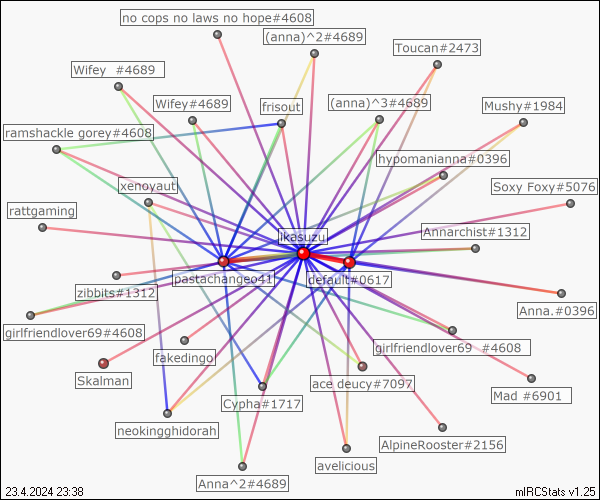 no cops no laws no hope#4608
(anna)^2#4689
Toucan#2473
Wifey #4689
Wifey#4689
frisout
(anna)^3#4689
Mushy#1984
ramshackle gorey#4608
hypomanianna#0396
xenoyaut
Soxy Foxy#5076
rattgaming
Annarchist#1312
ikasuzu
pastachangeo41
default#0617
zibbits#1312
Anna.#0396
girlfriendlover69#4608
fakedingo
girlfriendlover69 #4608
Skalman
ace deucy#7097
Mad #6901
Cypha#1717
neokingghidorah
AlpineRooster#2156
avelicious
Anna^2#4689
23.4.2024 23:38
mIRCStats v1.25